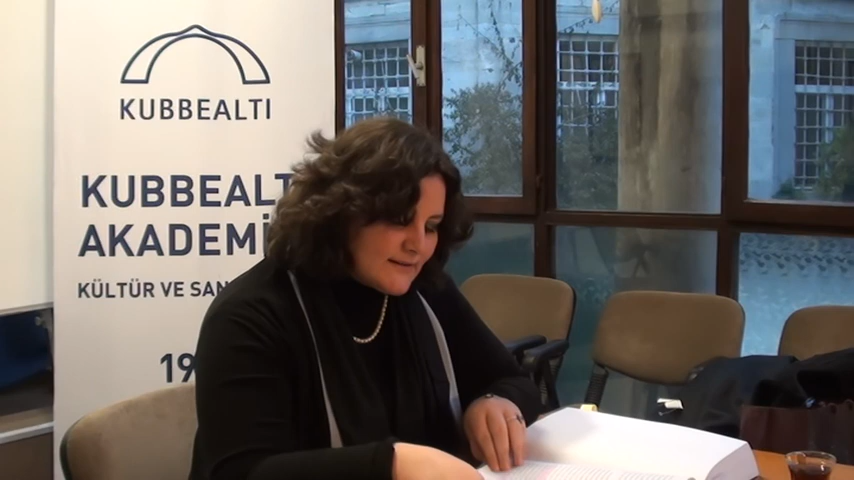 KUBBEALTI
KUBBEALT
AKADEMİ
KÜLTÜR VE SAN
19